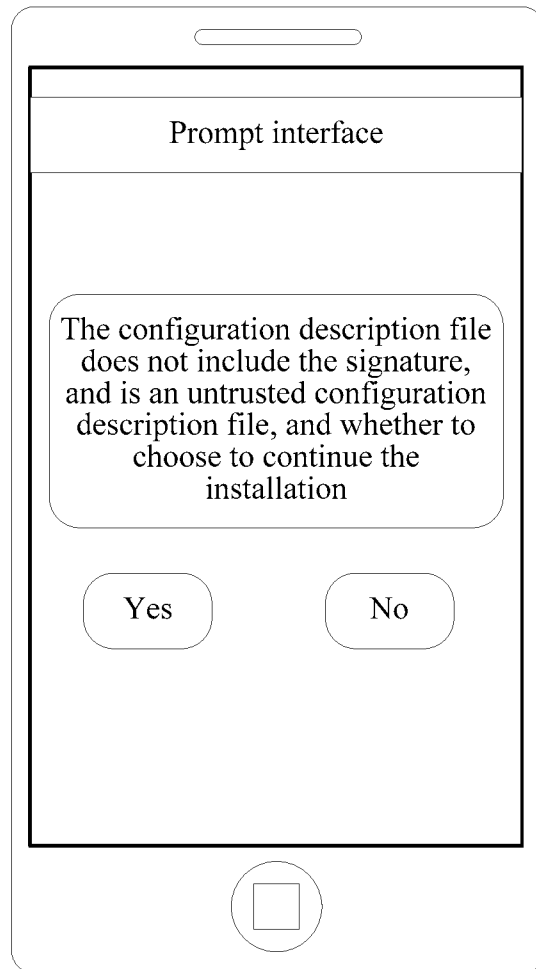 Prompt interface
The configuration description file
does not include the signature,
and is an untrusted configuration
description file, and whether to
choose to continue the
installation
Yes
No